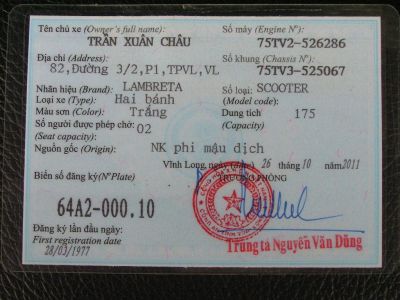 Tên chủ xe (Owner's full name): Số máy (Engine N°)
TRẦN XUÂN CHÂU 75TV2-526286
Địa chỉ (Address): Số khung (Chassis N°)
82,Đường 3/2,P1,TPVL,VL 75TV3-525067
Nhãn hiệu (Brand): LAMBRETA Số loại: SCOOTER
Loại xe (Type): Hai bánh (Model code):
Màu sơn (Color): Trắng Dung tích 175
Số người được phép chở: 02 (Capacity)
(Seat capacity)
Nguồn gốc (Origin): NK phi mậu dịch
Vĩnh Long, ngày (date) 26 tháng 10 năm 2011
Biển số đăng ký (N°Plate) TRƯỞNG PHÒNG
64A2-000.10
Đăng ký lần đầu ngày:
First registration date
28/03/1977
Trung tá Nguyễn Văn Dũng